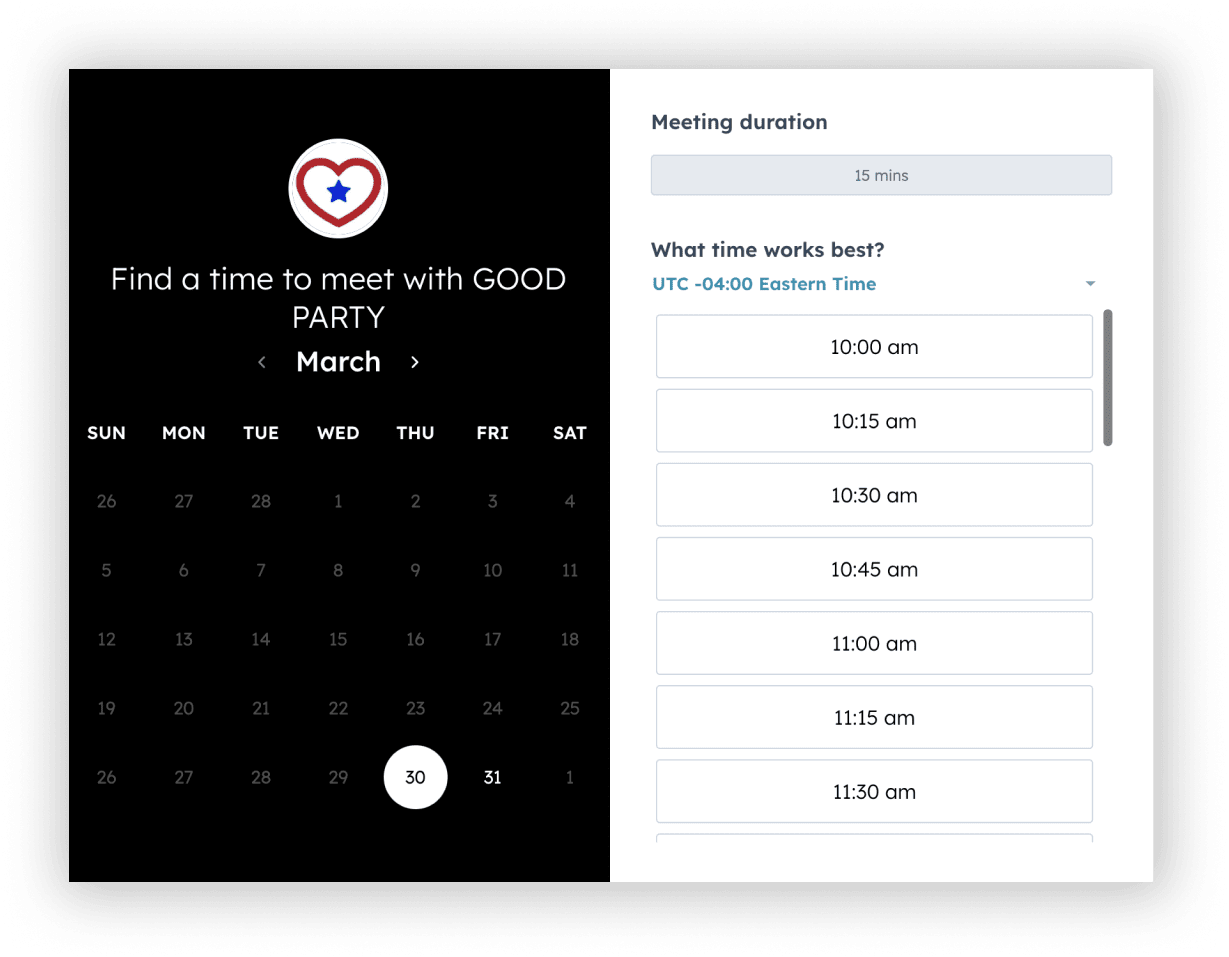 Find a time to meet with GOOD
PARTY
March
SUN MON TUE WED THU FRI SAT
26 27 28 1 2 3 4
5 6 7 8 9 10 11
12 13 14 15 16 17 18
19 20 21 22 23 24 25
26 27 28 29 30 31 1
Meeting duration
15 mins
What time works best?
UTC -04:00 Eastern Time
10:00 am
10:15 am
10:30 am
10:45 am
11:00 am
11:15 am
11:30 am